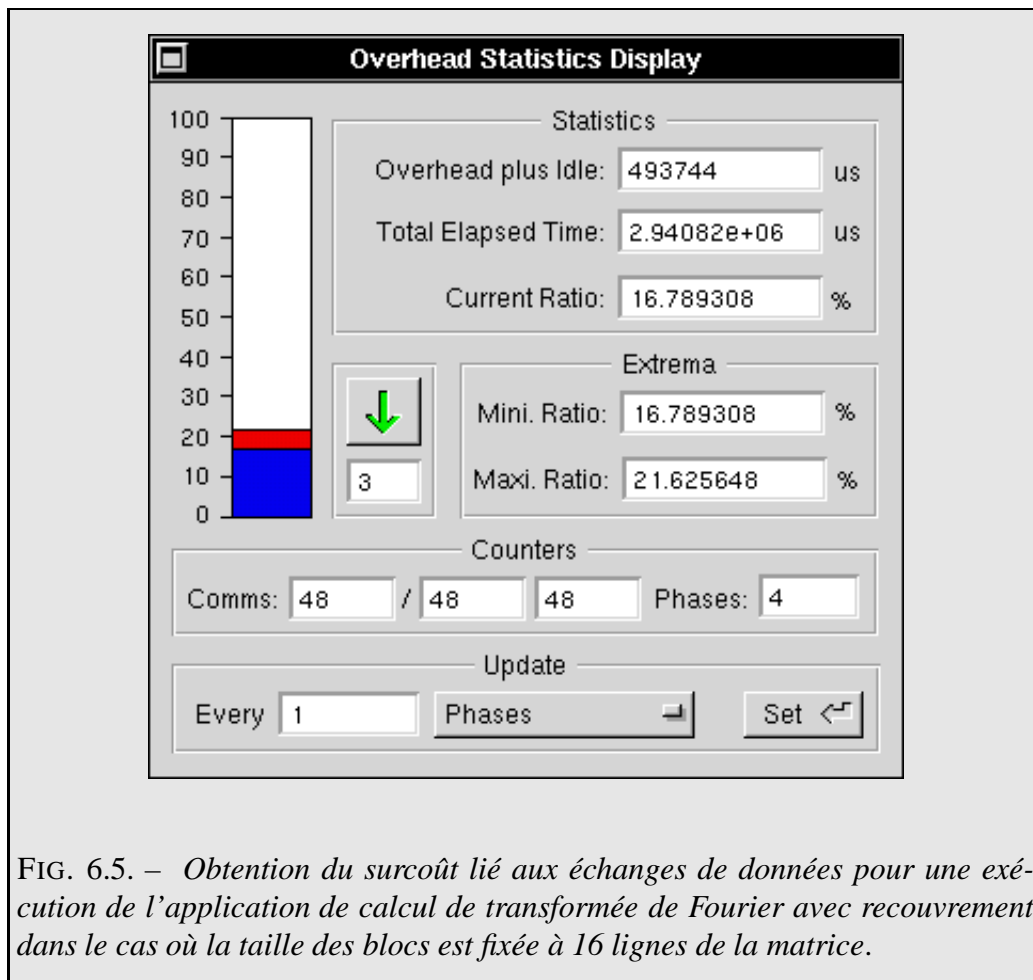 Overhead Statistics Display
100
90
80
70
60
50
40
30
20
10
0
Statistics
Overhead plus Idle: 493744 us
Total Elapsed Time: 2.94082e+06 us
Current Ratio: 16.789308 %
3
Extrema
Mini. Ratio: 16.789308 %
Maxi. Ratio: 21.625648 %
Counters
Comms: 48 / 48 48 Phases: 4
Update
Every 1 Phases Set
FIG. 6.5. – Obtention du surcoût lié aux échanges de données pour une exé-
cution de l'application de calcul de transformée de Fourier avec recouvrement
dans le cas où la taille des blocs est fixée à 16 lignes de la matrice.